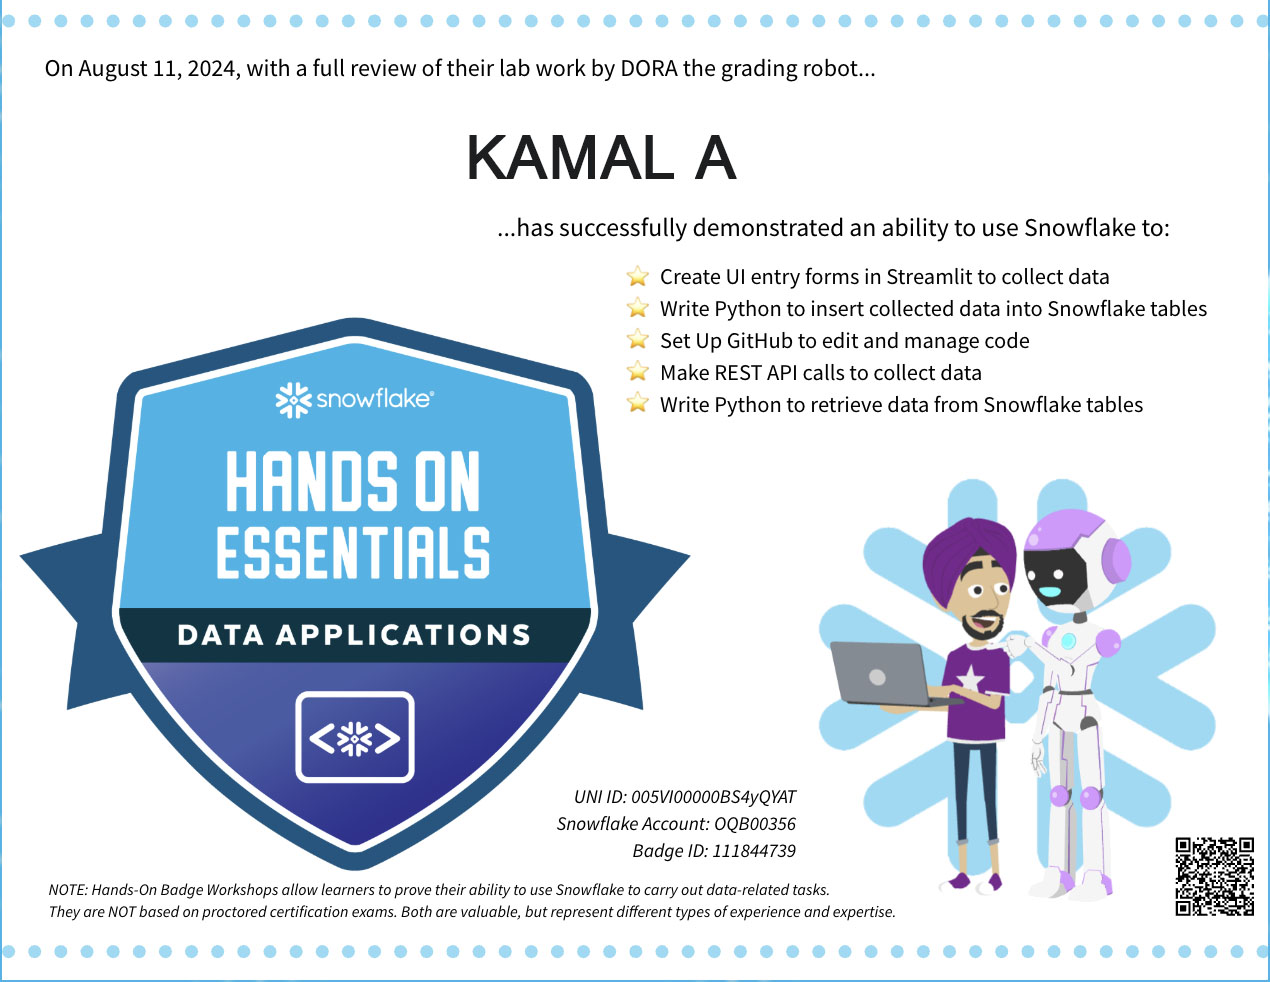 On August 11, 2024, with a full review of their lab work by DORA the grading robot...
KAMAL A
...has successfully demonstrated an ability to use Snowflake to:
Create UI entry forms in Streamlit to collect data
Write Python to insert collected data into Snowflake tables
Set Up GitHub to edit and manage code
Make REST API calls to collect data
Write Python to retrieve data from Snowflake tables
snowflake®
HANDS ON
ESSENTIALS
DATA APPLICATIONS
UNI ID: 005VI00000BS4yQYAT
Snowflake Account: OQB00356
Badge ID: 111844739
NOTE: Hands-On Badge Workshops allow learners to prove their ability to use Snowflake to carry out data-related tasks.
They are NOT based on proctored certification exams. Both are valuable, but represent different types of experience and expertise.